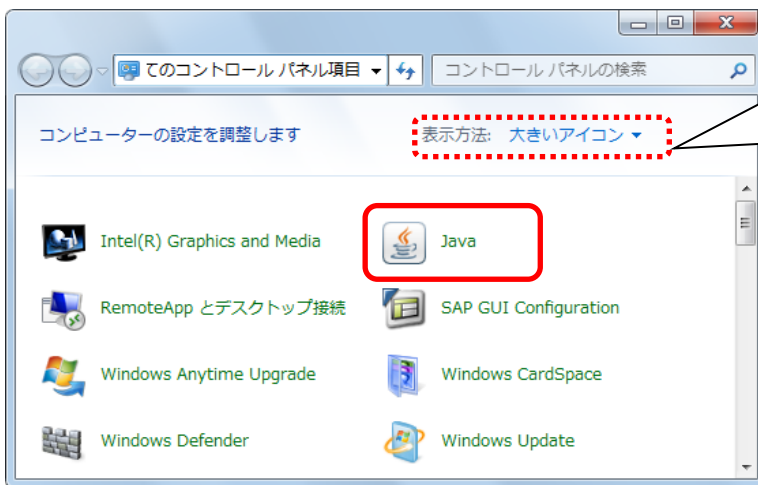 てのコントロール パネル項目
コントロール パネルの検索
コンピューターの設定を調整します
表示方法: 大きいアイコン
Intel(R) Graphics and Media
Java
RemoteApp とデスクトップ接続
SAP GUI Configuration
Windows Anytime Upgrade
Windows CardSpace
Windows Defender
Windows Update